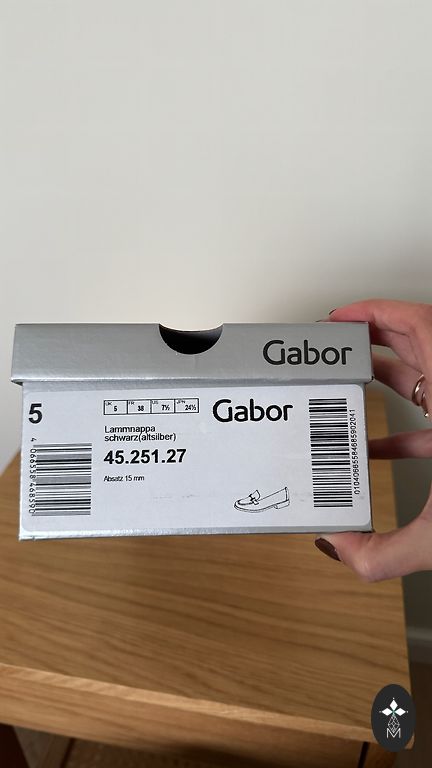 Gabor
5
UK 5 FR 38 US 7½ JPN 24½
Gabor
Lammnappa
schwarz(altsilber)
45.251.27
Absatz 15 mm